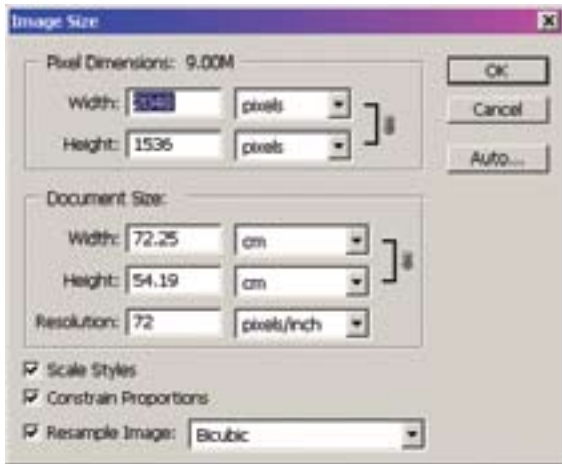 Image Size
Pixel Dimensions: 9.00M
OK
Width: 2048 pixels
Cancel
Height: 1536 pixels
Auto...
Document Size:
Width: 72.25 cm
Height: 54.19 cm
Resolution: 72 pixels/inch
Scale Styles
Constrain Proportions
Resample Image: Bicubic